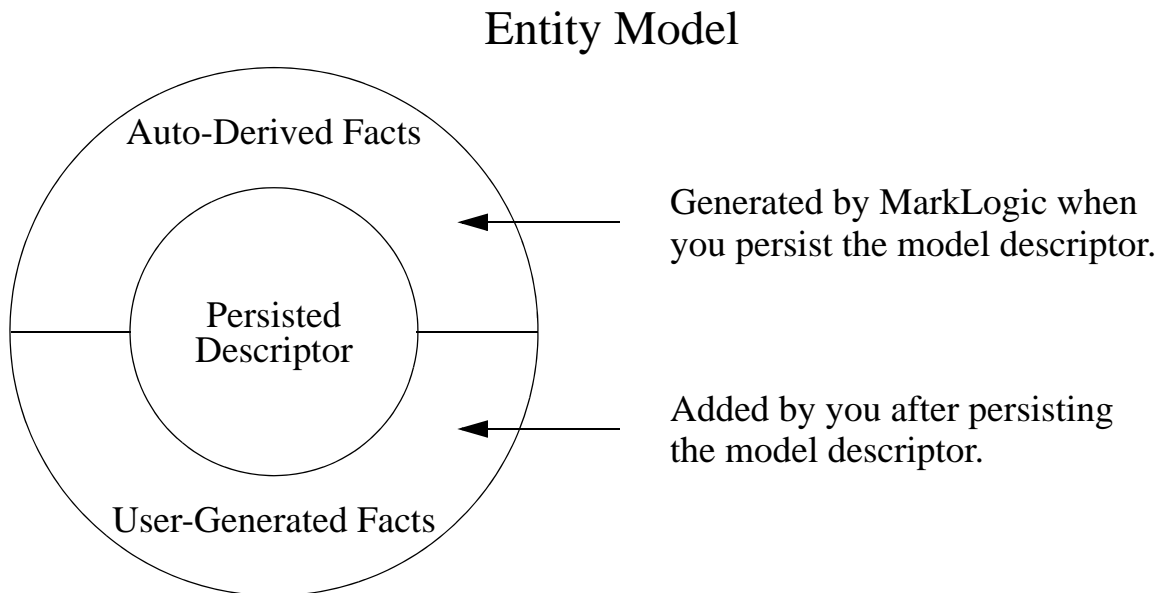 Entity Model
Auto-Derived Facts
Generated by MarkLogic when
you persist the model descriptor.
Persisted
Descriptor
Added by you after persisting
the model descriptor.
User-Generated Facts